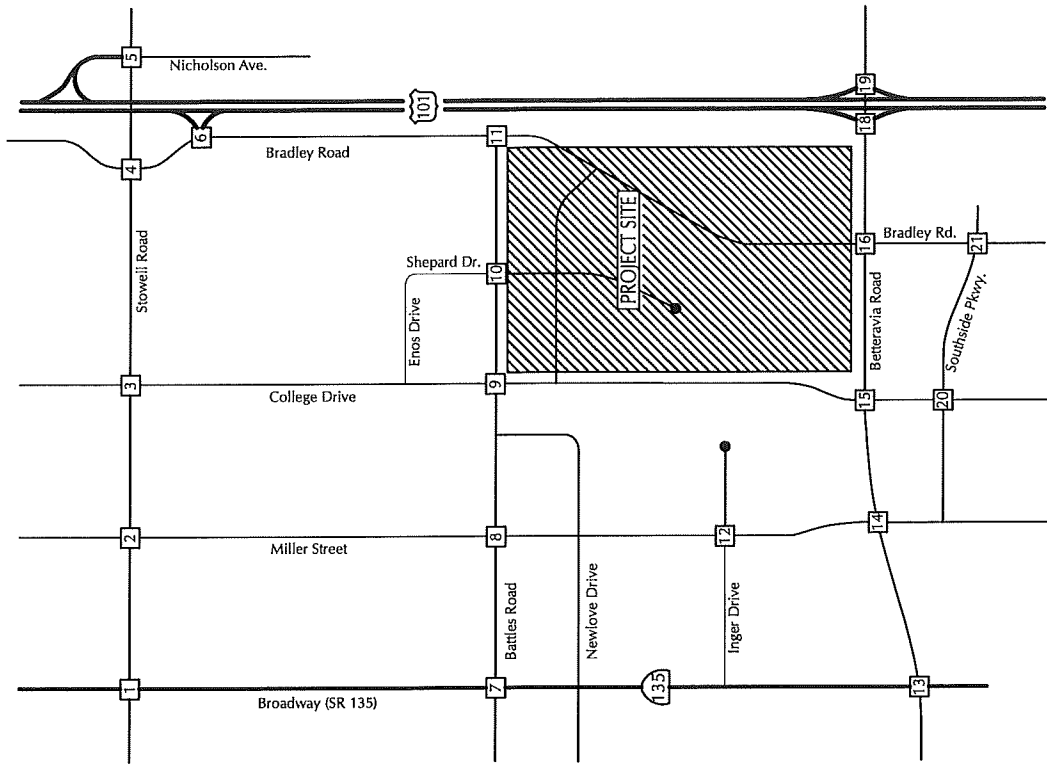 5
Nicholson Ave.
19
101
18
6
11
Bradley Road
4
PROJECT SITE
16
Bradley Rd.
21
Shepard Dr.
10
Stowell Road
Enos Drive
Betteravia Road
Southside Pkwy.
3
College Drive
9
15
20
2
Miller Street
8
12
14
Battles Road
Newlove Drive
Inger Drive
1
Broadway (SR 135)
7
135
13